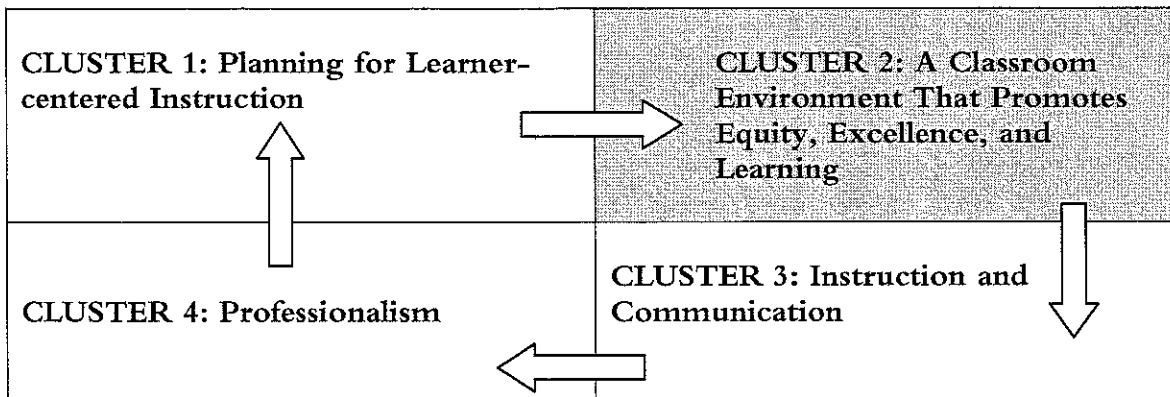 CLUSTER 1: Planning for Learner-
centered Instruction
CLUSTER 2: A Classroom
Environment That Promotes
Equity, Excellence, and
Learning
CLUSTER 3: Instruction and
Communication
CLUSTER 4: Professionalism